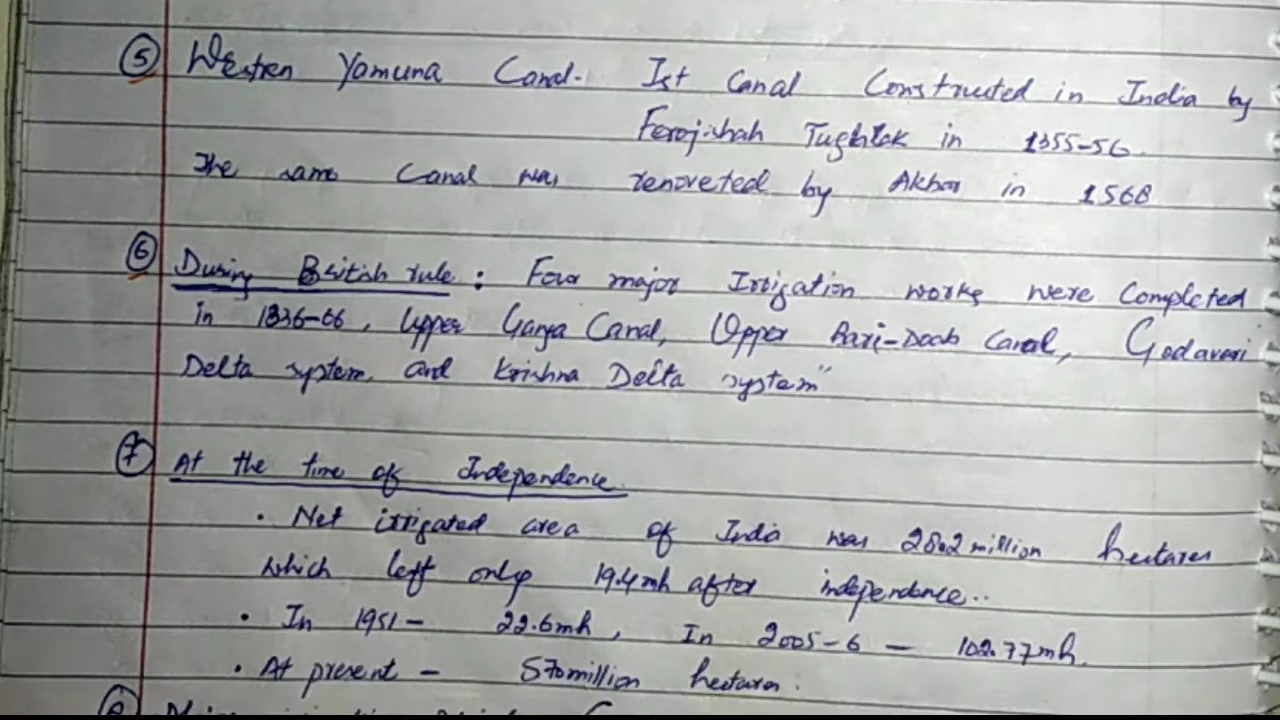 ⑤ Westren Yamuna Canal- Ist Canal Constructed in India by
Ferojshah Tughlak in 1355-56.
The same Canal was renoveted by Akbar in 1568
⑥ During British rule : Four major Irrigation works were Completed
in 1836-66, Upper Ganga Canal, Upper Bari-Doab Canal, Godavari
Delta system, and Krishna Delta system"
⑦ At the time of Independence.
• Net irrigated area of India was 28.2 million hectares
which left only 19.4mh after independence..
• In 1951 - 22.6mh, In 2005-6 — 102.77mh.
• At present - 570million hectares.